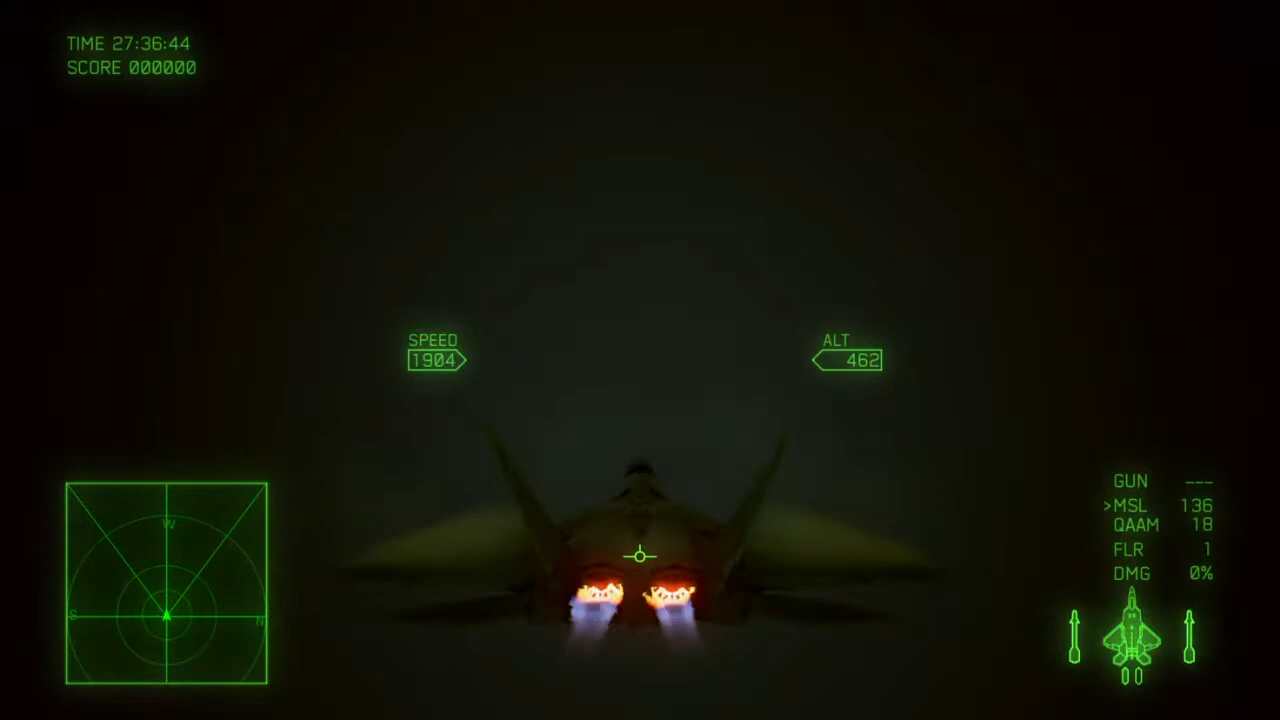 TIME 27:36:44
SCORE 000000
SPEED
1904
ALT
462
W
S
N
GUN ---
>MSL 136
QAAM 18
FLR 1
DMG 0%